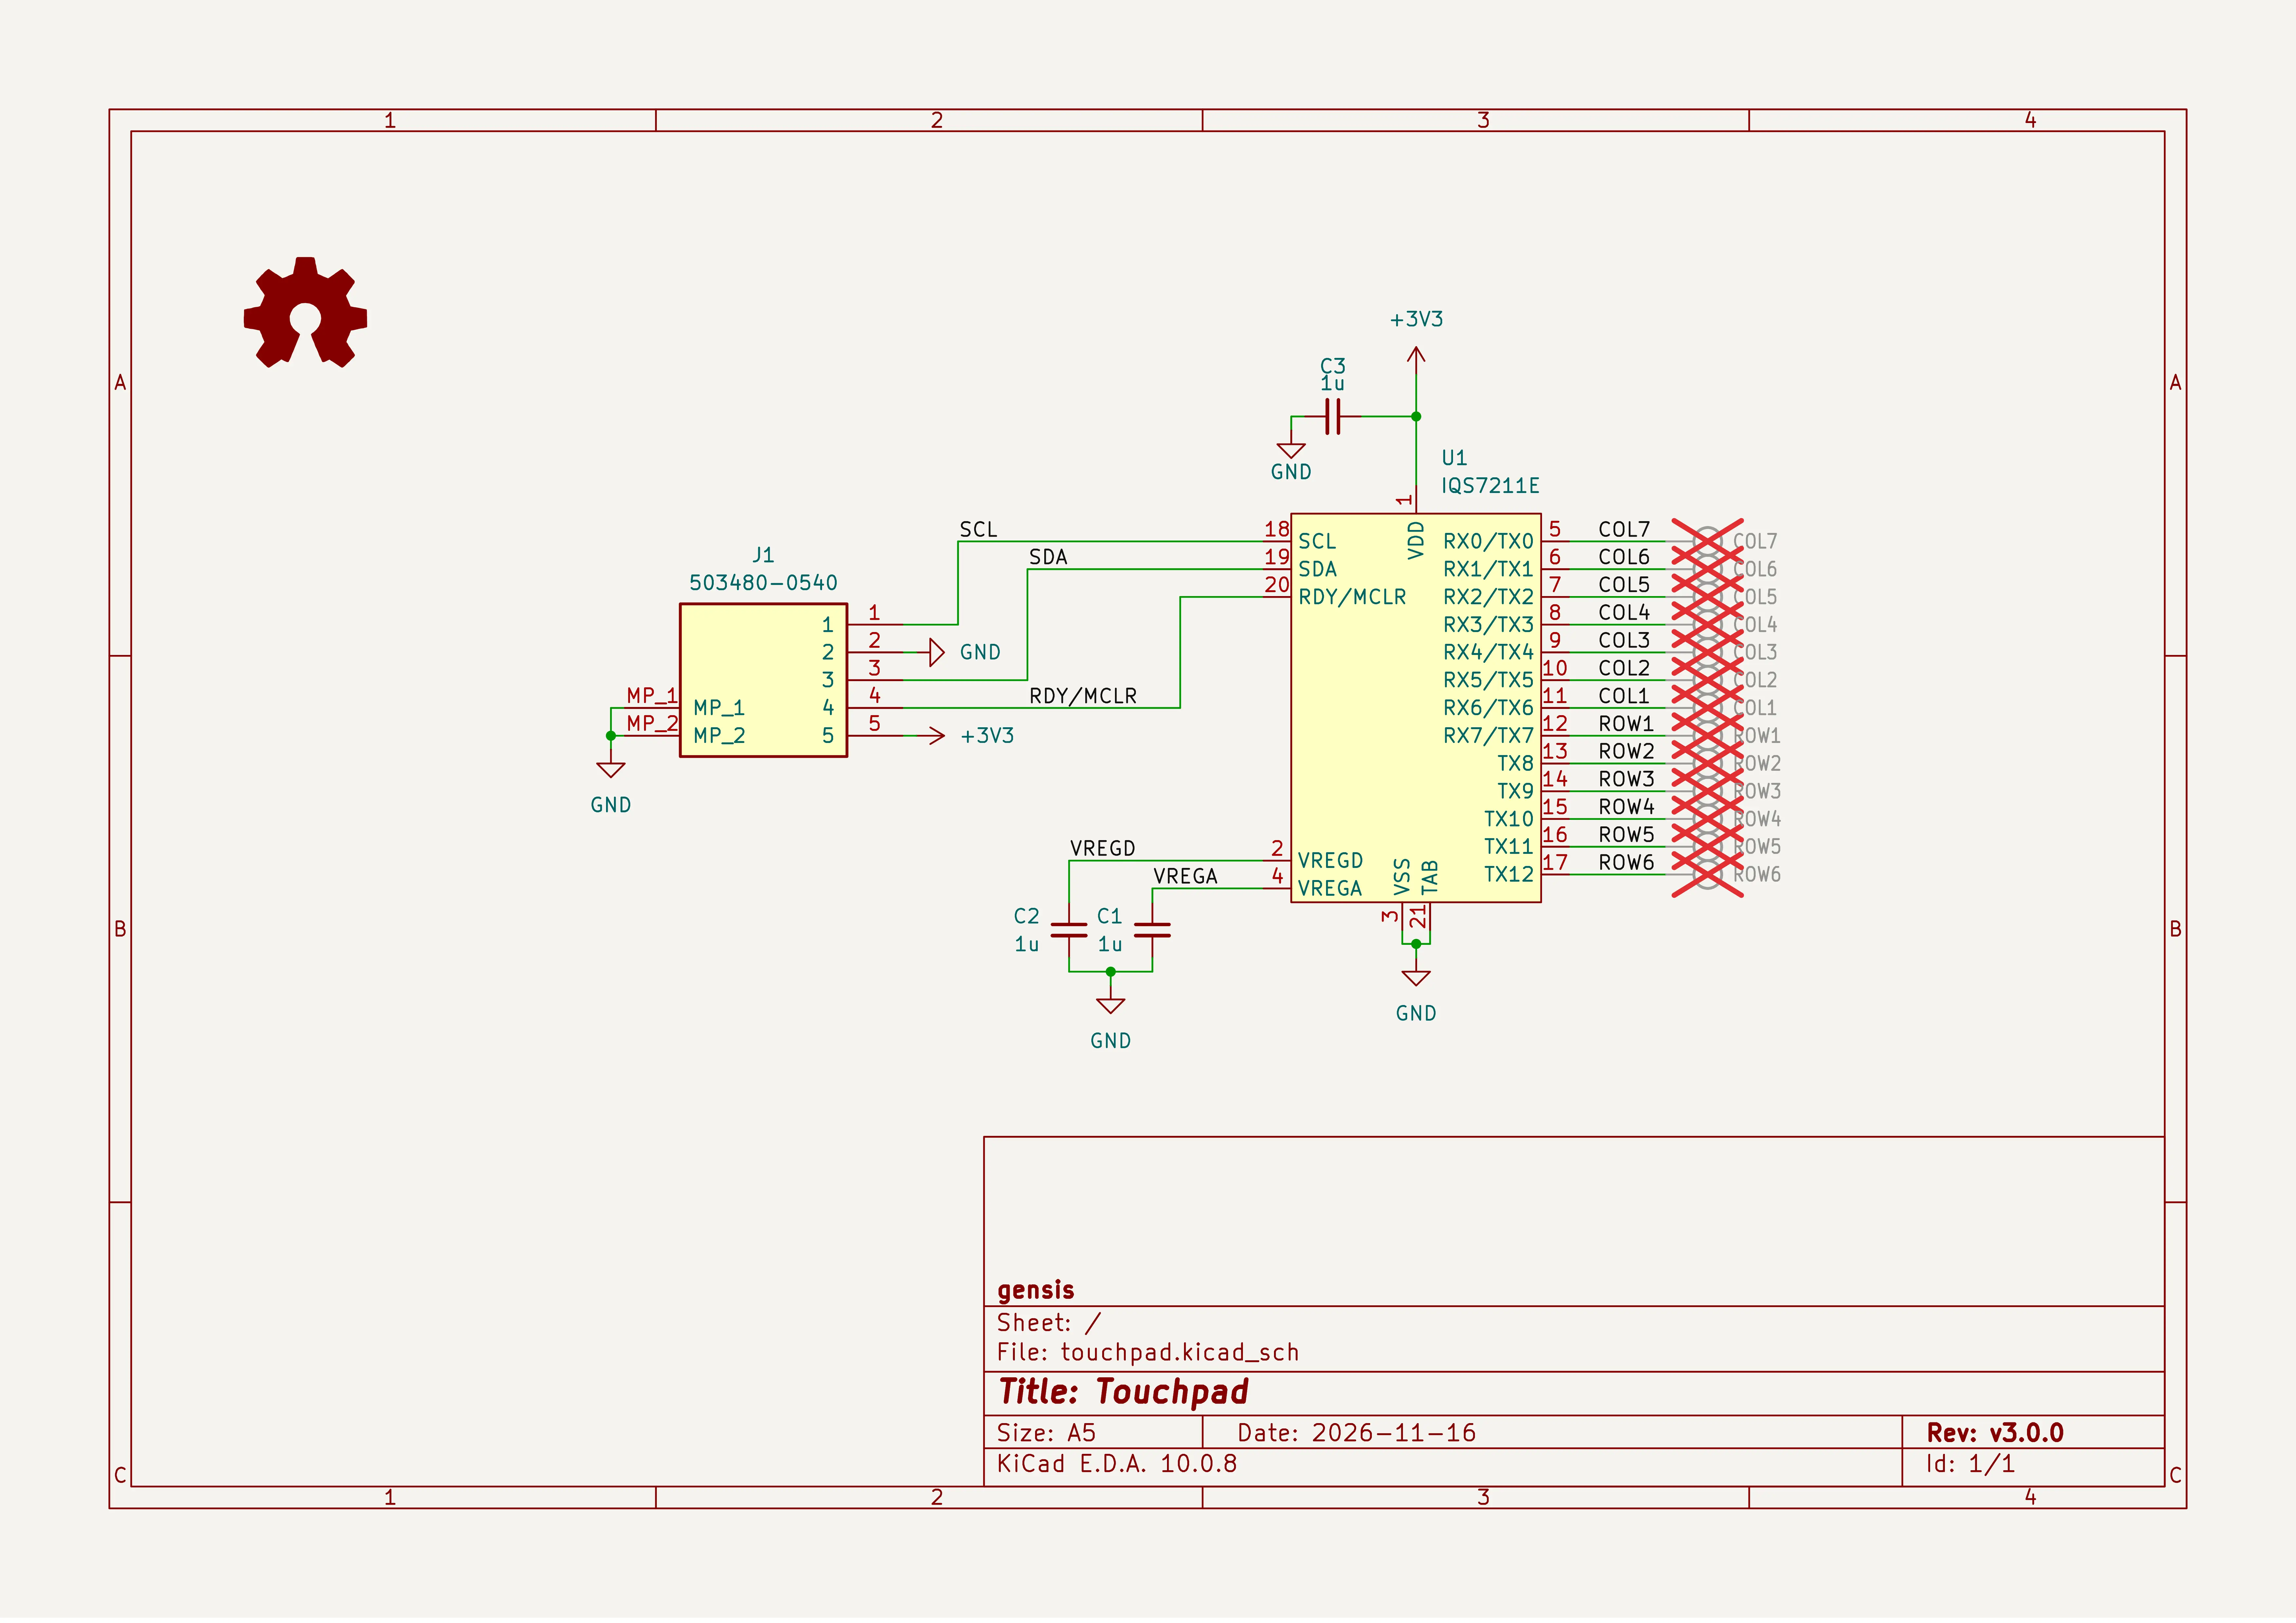 1 2 3 4
A A
B B
C C
+3V3
C3
1u
GND
U1
IQS7211E
1
VDD
18 SCL
19 SDA
20 RDY/MCLR
2 VREGD
4 VREGA
VSS
TAB
3
21
GND
RX0/TX0 5 COL7 COL7
RX1/TX1 6 COL6 COL6
RX2/TX2 7 COL5 COL5
RX3/TX3 8 COL4 COL4
RX4/TX4 9 COL3 COL3
RX5/TX5 10 COL2 COL2
RX6/TX6 11 COL1 COL1
RX7/TX7 12 ROW1 ROW1
TX8 13 ROW2 ROW2
TX9 14 ROW3 ROW3
TX10 15 ROW4 ROW4
TX11 16 ROW5 ROW5
TX12 17 ROW6 ROW6
SCL
SDA
RDY/MCLR
J1
503480-0540
1 1
2 2 GND
3 3
MP_1 MP_1 4 4
MP_2 MP_2 5 5 +3V3
GND
VREGD
VREGA
C2 C1
1u 1u
GND
gensis
Sheet: /
File: touchpad.kicad_sch
Title: Touchpad
Size: A5 Date: 2026-11-16 Rev: v3.0.0
KiCad E.D.A. 10.0.8 Id: 1/1
1 2 3 4